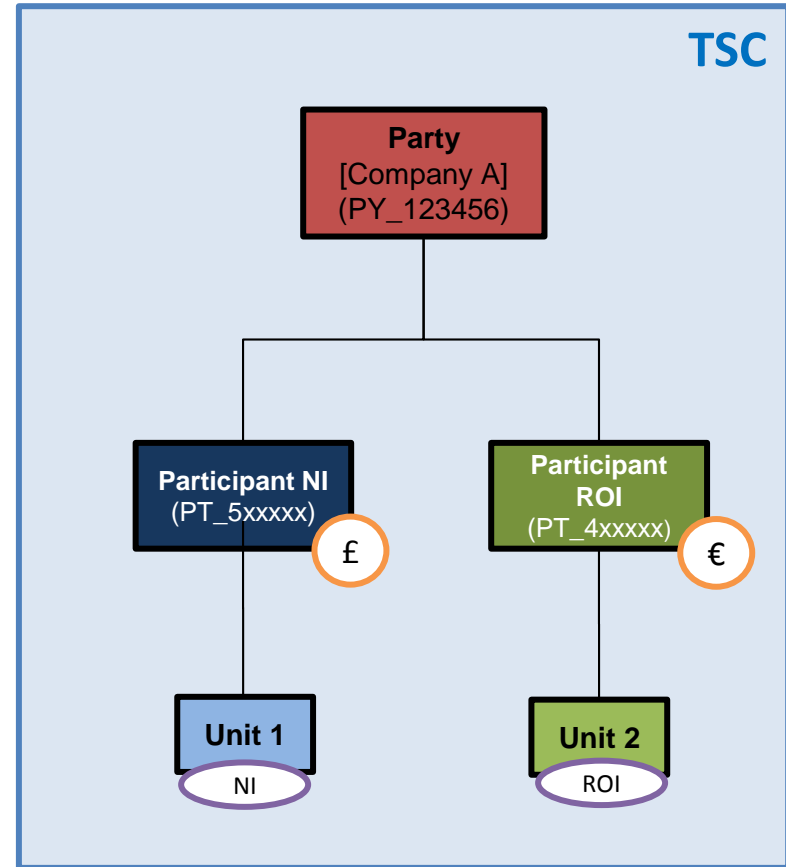 TSC
Party
[Company A]
(PY_123456)
Participant NI
(PT_5xxxxx)
£
Participant
ROI
(PT_4xxxxx)
€
Unit 1
NI
Unit 2
ROI